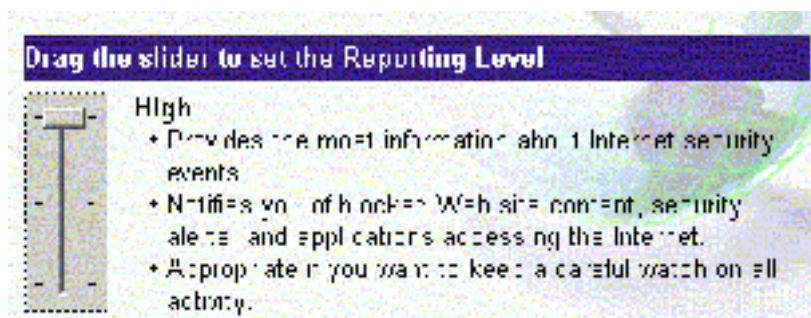 Drag the slider to set the Reporting Level
High
• Provides the most information about Internet security
events
• Notifies you of blocked Web site content, security
alerts and applications accessing the Internet.
• Appropriate if you want to keep a careful watch on all
activity.